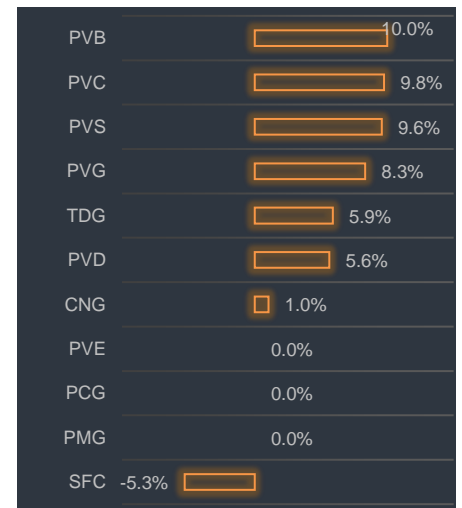 PVB 10.0%
PVC 9.8%
PVS 9.6%
PVG 8.3%
TDG 5.9%
PVD 5.6%
CNG 1.0%
PVE 0.0%
PCG 0.0%
PMG 0.0%
SFC -5.3%